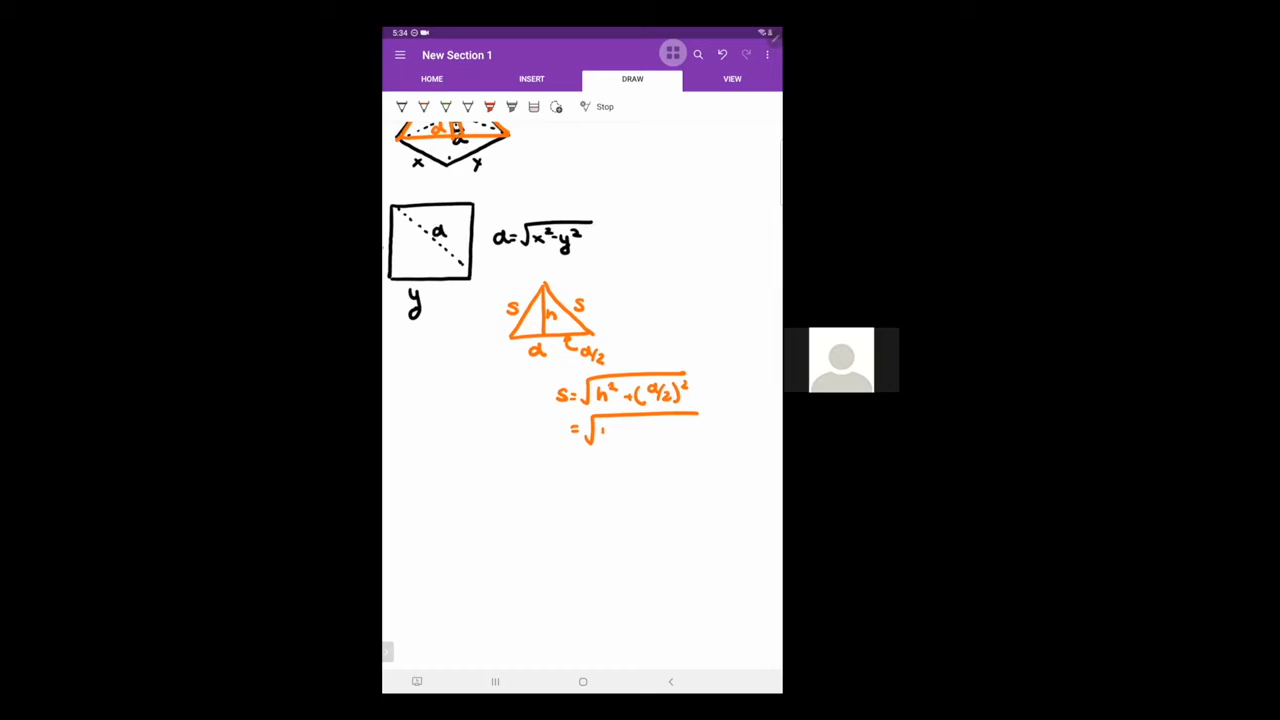 5:34
New Section 1
HOME INSERT DRAW VIEW
Stop
d
a
x y
d
d=√x²-y²
y
s h s
d d/2
s=√h²+(d/2)²
=√